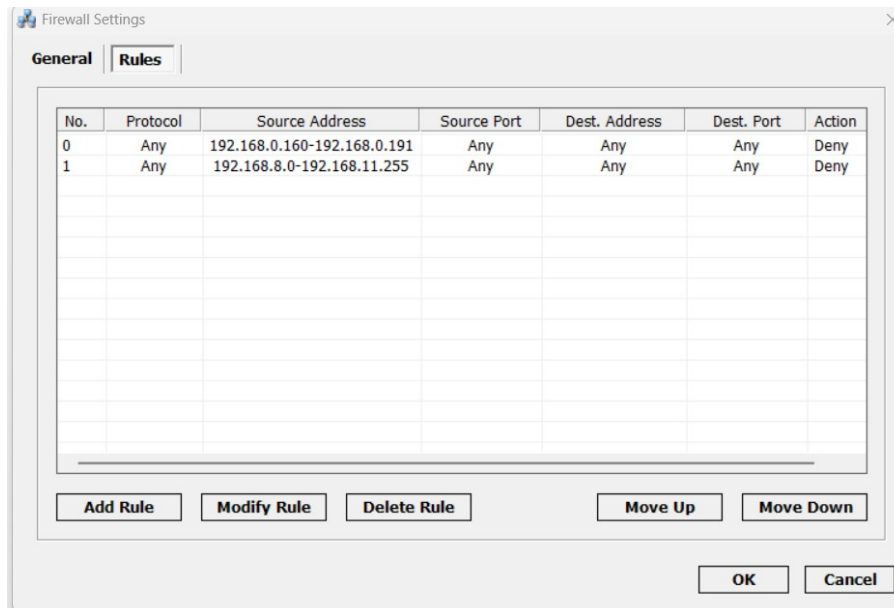 Firewall Settings
General Rules
No. Protocol Source Address Source Port Dest. Address Dest. Port Action
0 Any 192.168.0.160-192.168.0.191 Any Any Any Deny
1 Any 192.168.8.0-192.168.11.255 Any Any Any Deny
Add Rule Modify Rule Delete Rule Move Up Move Down
OK Cancel